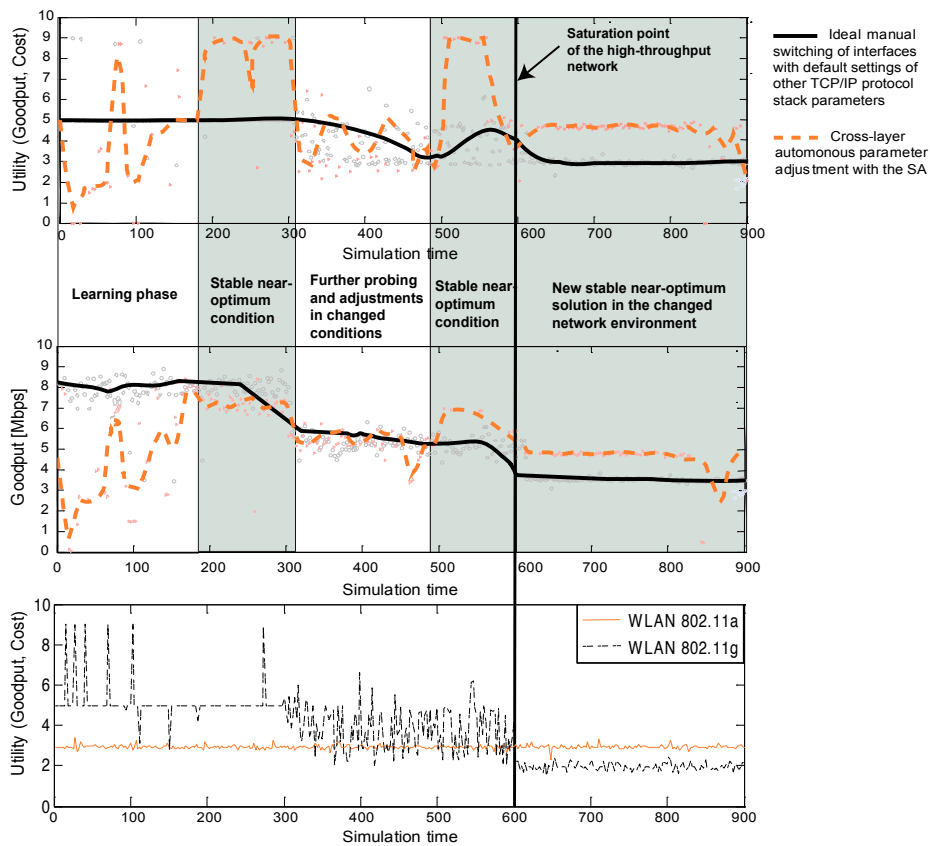 Utility (Goodput, Cost)
9
8
7
6
5
4
3
2
1
0
0
100
200
300
400
500
600
700
800
900
Simulation time
Saturation point
of the high-throughput
network
Ideal manual
switching of interfaces
with default settings of
other TCP/IP protocol
stack parameters
Cross-layer
automonous parameter
adjustment with the SA
Learning phase
Stable near-
optimum
condition
Further probing
and adjustments
in changed
conditions
Stable near-
optimum
condition
New stable near-optimum
solution in the changed
network environment
Goodput [Mbps]
10
9
8
7
6
5
4
3
2
1
0
0
100
200
300
400
500
600
700
800
900
Simulation time
Utility (Goodput, Cost)
10
8
6
4
2
0
0
100
200
300
400
500
600
700
800
900
Simulation time
WLAN 802.11a
WLAN 802.11g